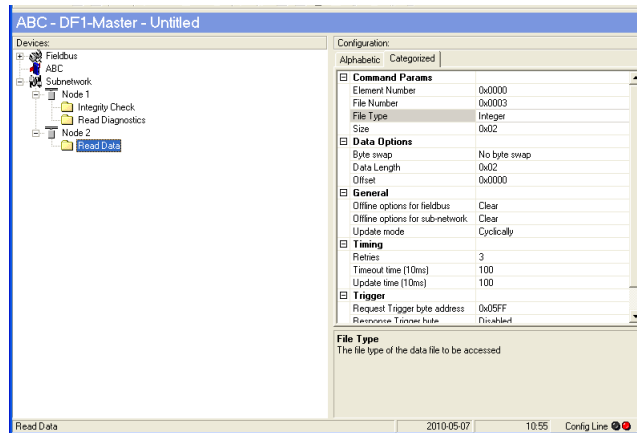 ABC - DF1-Master - Untitled
Devices:
Fieldbus
ABC
Subnetwork
Node 1
Integrity Check
Read Diagnostics
Node 2
Read Data
Configuration:
Alphabetic Categorized
Command Params
Element Number 0x0000
File Number 0x0003
File Type Integer
Size 0x02
Data Options
Byte swap No byte swap
Data Length 0x02
Offset 0x0000
General
Offline options for fieldbus Clear
Offline options for sub-network Clear
Update mode Cyclically
Timing
Retries 3
Timeout time (10ms) 100
Update time (10ms) 100
Trigger
Request Trigger byte address 0x05FF
Response Trigger byte Disabled
File Type
The file type of the data file to be accessed
Read Data 2010-05-07 10:55 Config Line